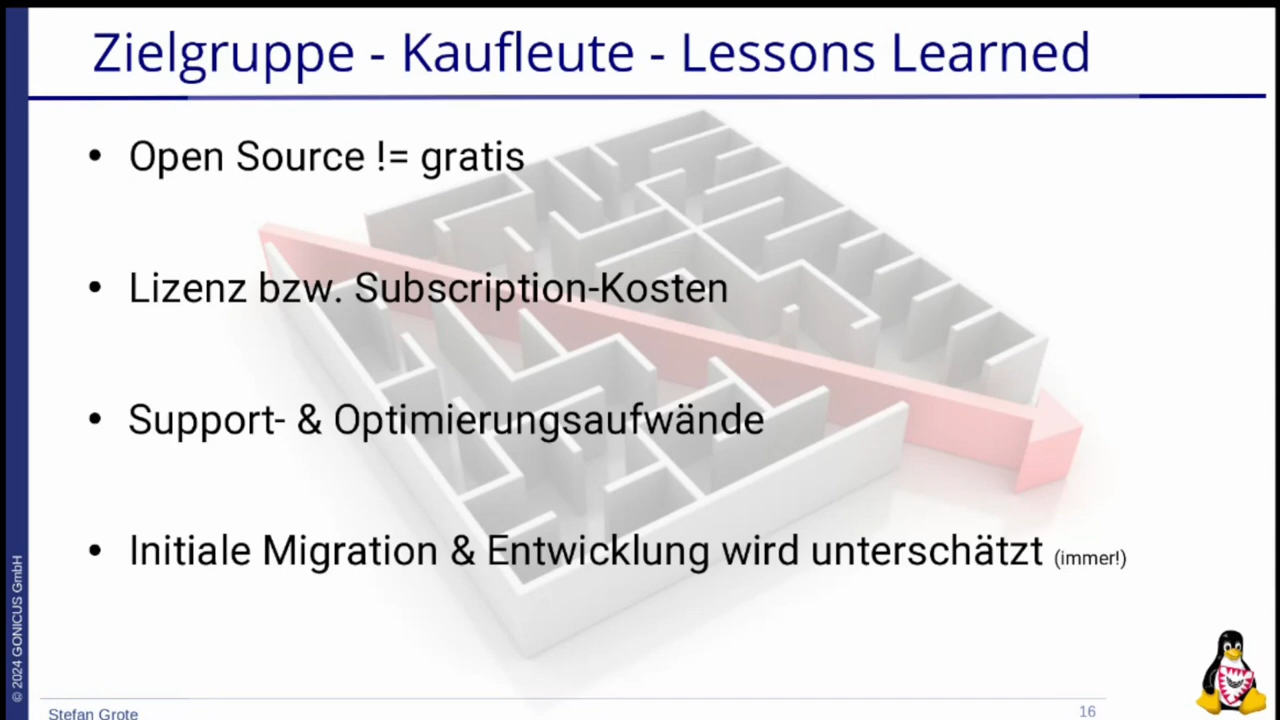 Zielgruppe - Kaufleute - Lessons Learned
• Open Source != gratis
• Lizenz bzw. Subscription-Kosten
• Support- & Optimierungsaufwände
• Initiale Migration & Entwicklung wird unterschätzt (immer!)
© 2024 GONICUS GmbH
Stefan Grote
16